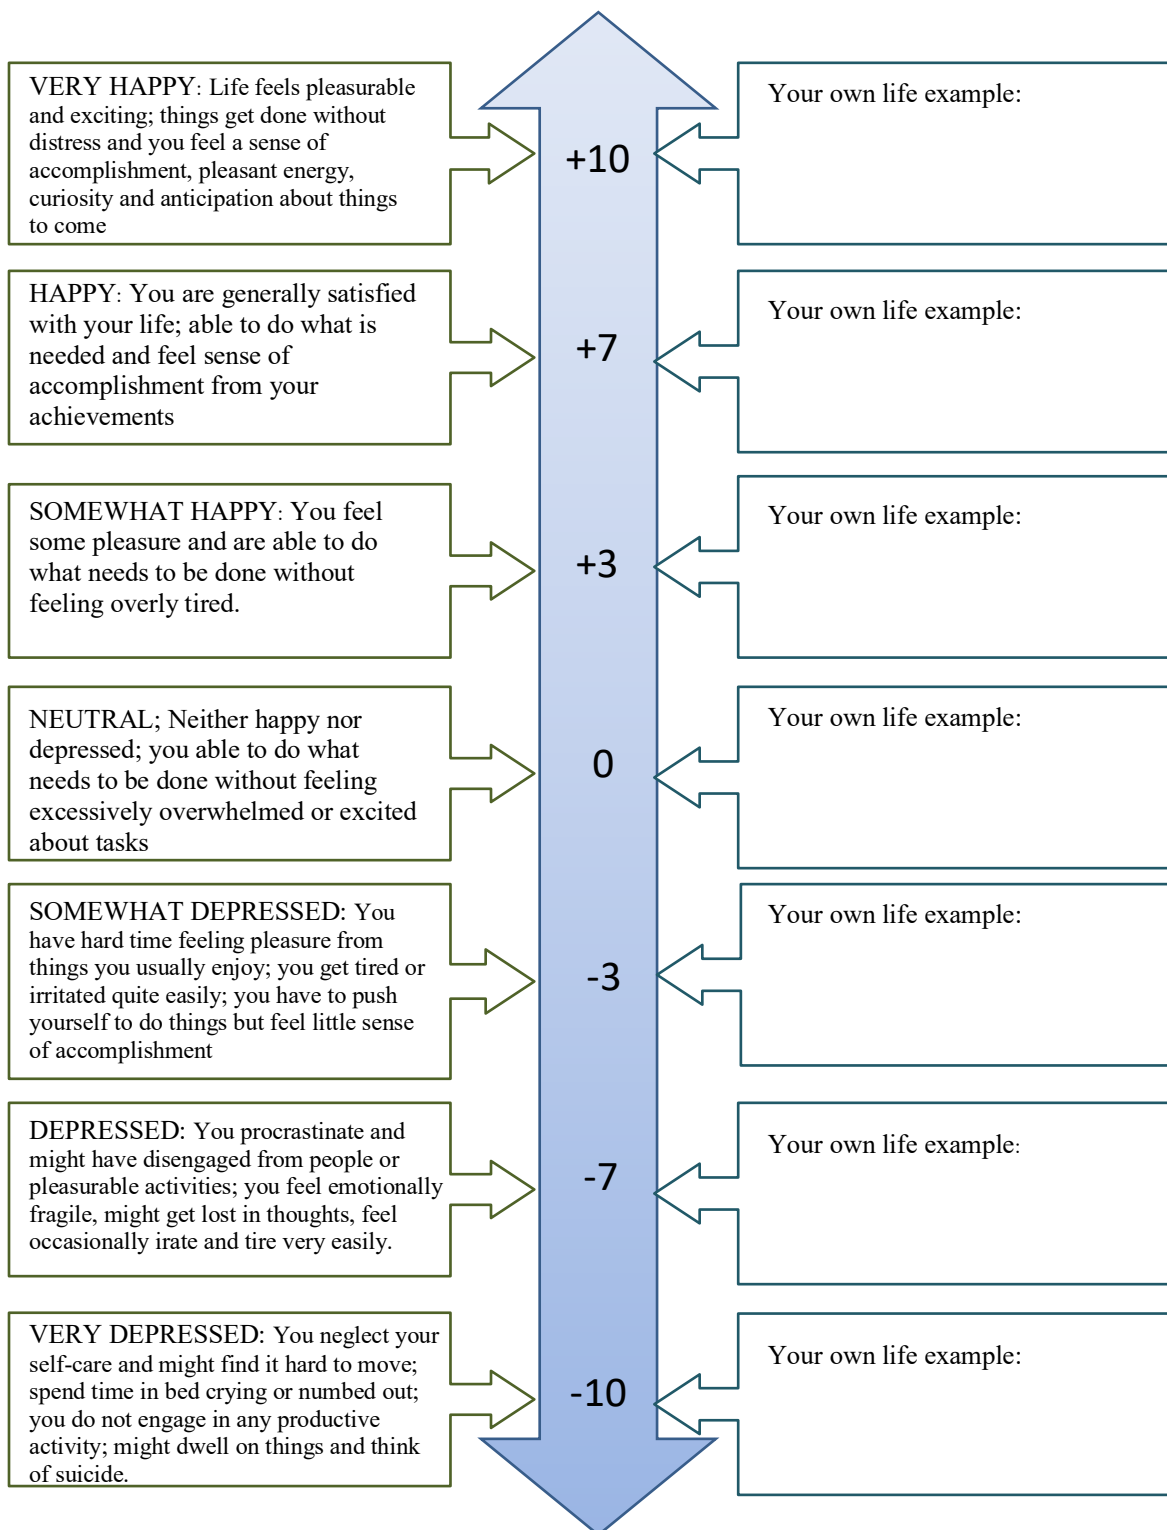 VERY HAPPY: Life feels pleasurable
and exciting; things get done without
distress and you feel a sense of
accomplishment, pleasant energy,
curiosity and anticipation about things
to come
+10
Your own life example:
HAPPY: You are generally satisfied
with your life; able to do what is
needed and feel sense of
accomplishment from your
achievements
+7
Your own life example:
SOMEWHAT HAPPY: You feel
some pleasure and are able to do
what needs to be done without
feeling overly tired.
+3
Your own life example:
NEUTRAL; Neither happy nor
depressed; you able to do what
needs to be done without feeling
excessively overwhelmed or excited
about tasks
0
Your own life example:
SOMEWHAT DEPRESSED: You
have hard time feeling pleasure from
things you usually enjoy; you get tired or
irritated quite easily; you have to push
yourself to do things but feel little sense
of accomplishment
-3
Your own life example:
DEPRESSED: You procrastinate and
might have disengaged from people or
pleasurable activities; you feel emotionally
fragile, might get lost in thoughts, feel
occasionally irate and tire very easily.
-7
Your own life example:
VERY DEPRESSED: You neglect your
self-care and might find it hard to move;
spend time in bed crying or numbed out;
you do not engage in any productive
activity; might dwell on things and think
of suicide.
-10
Your own life example: